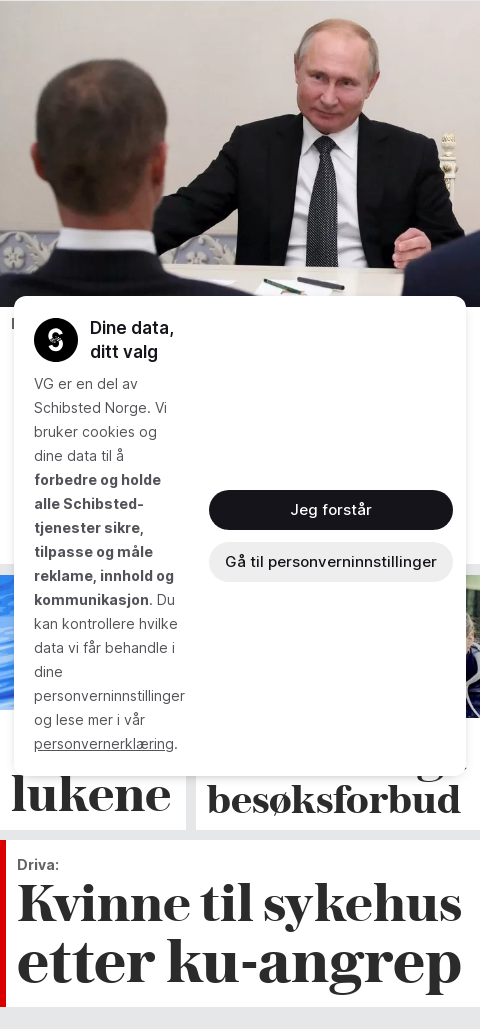 Dine data,
ditt valg
VG er en del av
Schibsted Norge. Vi
bruker cookies og
dine data til å
forbedre og holde
alle Schibsted-
tjenester sikre,
tilpasse og måle
reklame, innhold og
kommunikasjon. Du
kan kontrollere hvilke
data vi får behandle i
dine
personverninnstillinger
og lese mer i vår
personvernerklæring.
Jeg forstår
Gå til personverninnstillinger
lukene
besøksforbud
Driva:
Kvinne til sykehus
etter ku-angrep